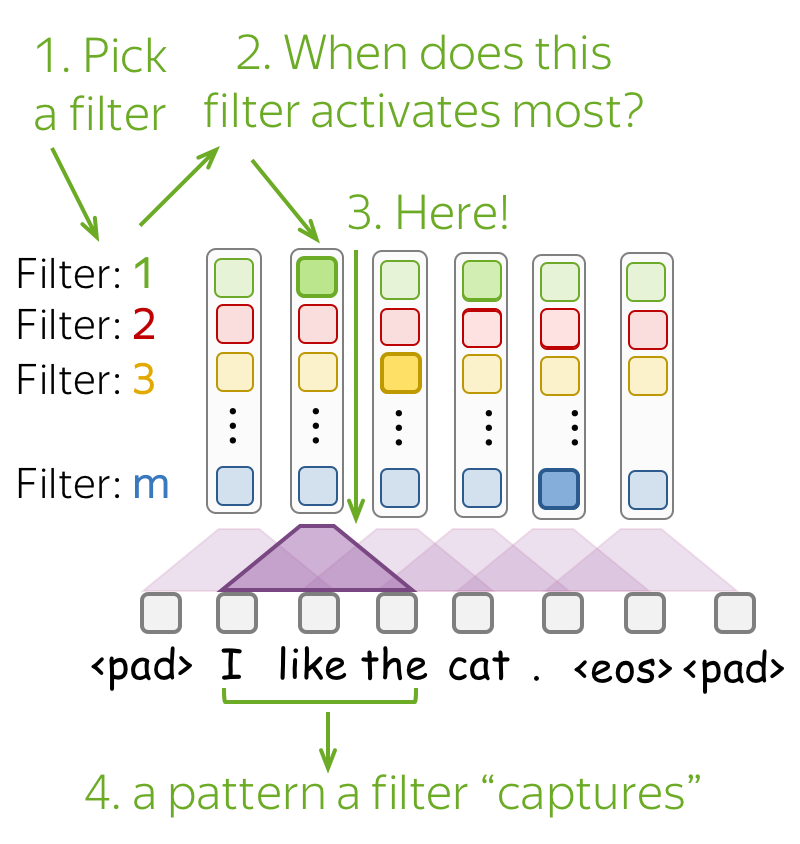 1. Pick
a filter
2. When does this
filter activates most?
3. Here!
Filter: 1
Filter: 2
Filter: 3
Filter: m
<pad> I like the cat . <eos> <pad>
4. a pattern a filter “captures”